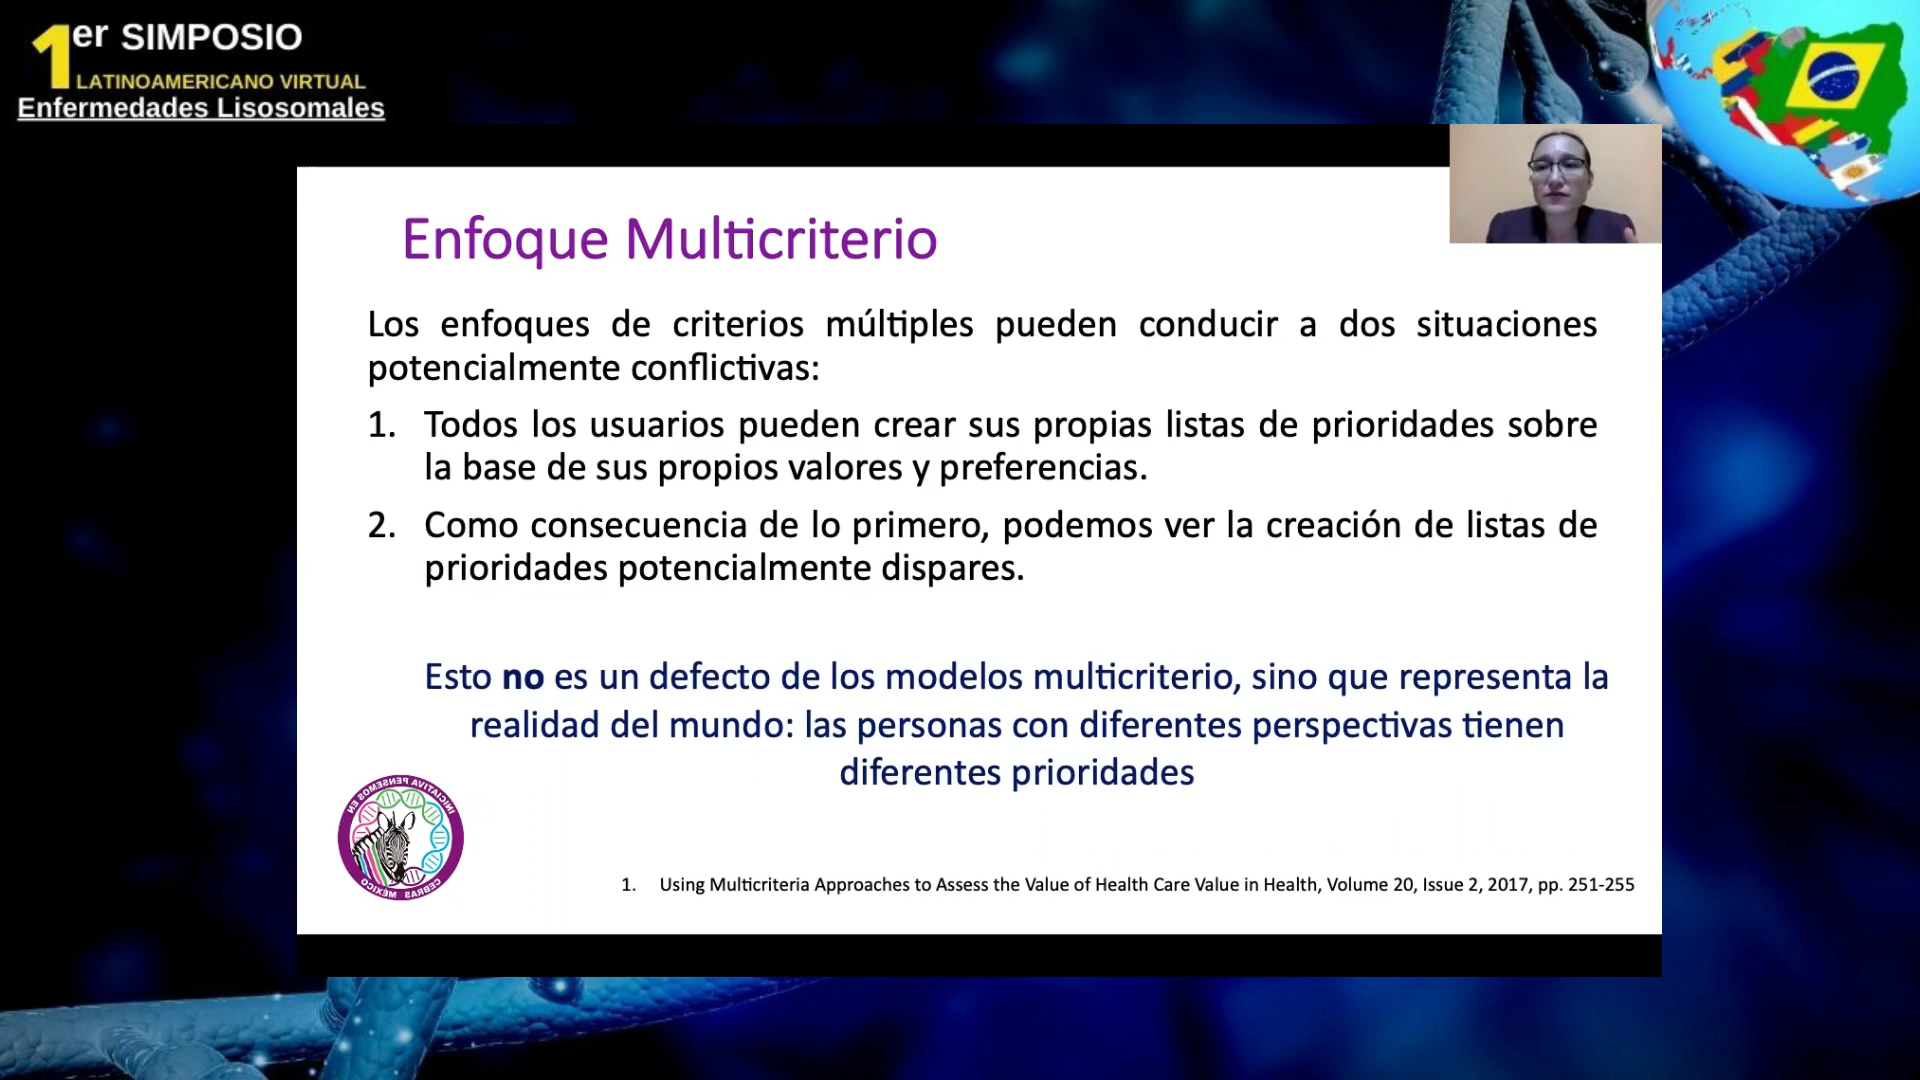 1er SIMPOSIO
LATINOAMERICANO VIRTUAL
Enfermedades Lisosomales
Enfoque Multicriterio
Los enfoques de criterios múltiples pueden conducir a dos situaciones
potencialmente conflictivas:
1. Todos los usuarios pueden crear sus propias listas de prioridades sobre
la base de sus propios valores y preferencias.
2. Como consecuencia de lo primero, podemos ver la creación de listas de
prioridades potencialmente dispares.
Esto no es un defecto de los modelos multicriterio, sino que representa la
realidad del mundo: las personas con diferentes perspectivas tienen
diferentes prioridades
INICIATIVA PENSEMOS EN
CEBRAS MÉXICO
1. Using Multicriteria Approaches to Assess the Value of Health Care Value in Health, Volume 20, Issue 2, 2017, pp. 251-255